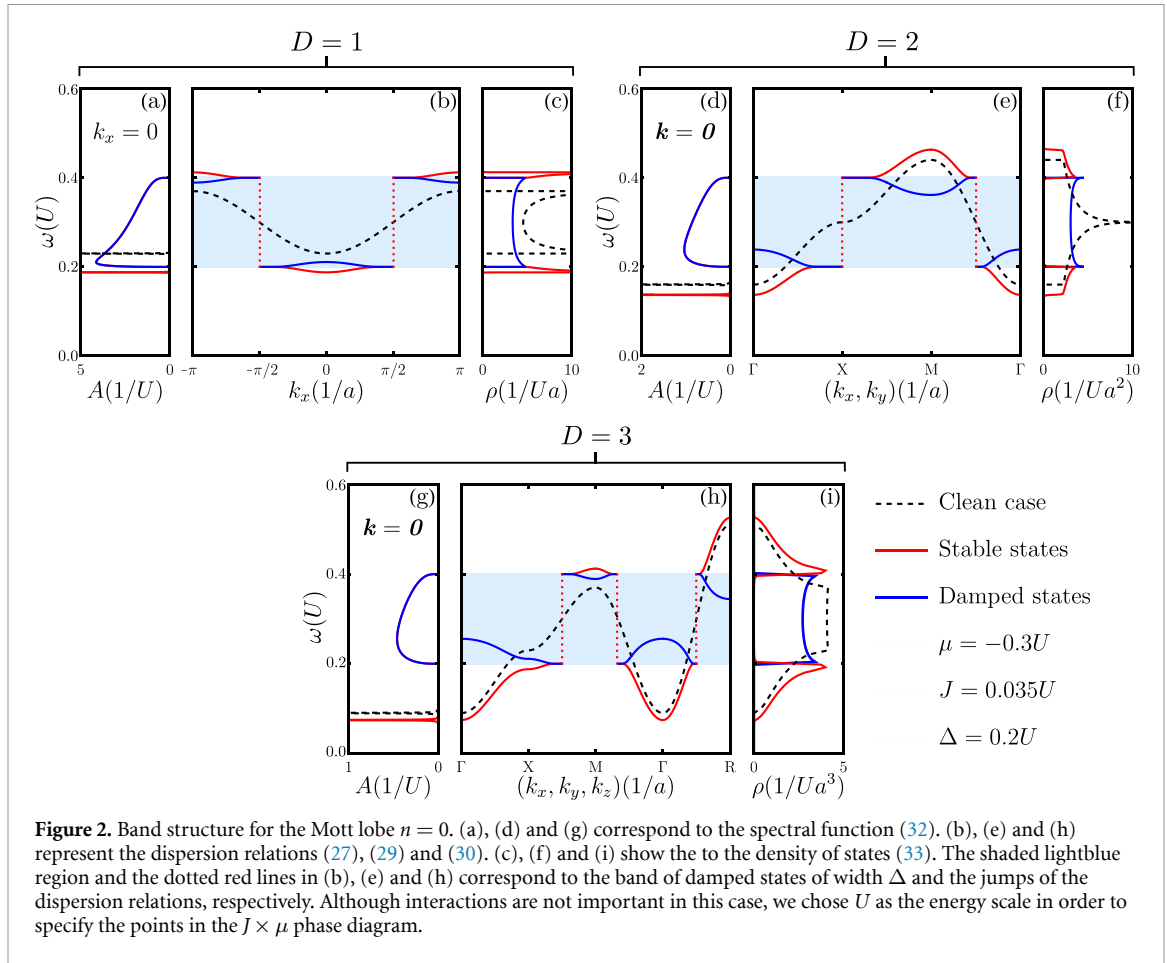 D = 1
D = 2
(a)
k_x = 0
(b)
(c)
(d)
k = 0
(e)
(f)
0.6
0.4
0.2
0.0
ω(U)
5 0
-π -π/2 0 π/2 π
0 10
A(1/U)
k_x(1/a)
ρ(1/Ua)
0.6
0.4
0.2
0.0
ω(U)
2 0
Γ X M Γ
0 10
A(1/U)
(k_x, k_y)(1/a)
ρ(1/Ua²)
D = 3
(g)
k = 0
(h)
(i)
0.6
0.4
0.2
0.0
ω(U)
1 0
Γ X M Γ R
0 5
A(1/U)
(k_x, k_y, k_z)(1/a)
ρ(1/Ua³)
Clean case
Stable states
Damped states
μ = −0.3U
J = 0.035U
Δ = 0.2U
Figure 2. Band structure for the Mott lobe n = 0. (a), (d) and (g) correspond to the spectral function (32). (b), (e) and (h)
represent the dispersion relations (27), (29) and (30). (c), (f) and (i) show the to the density of states (33). The shaded lightblue
region and the dotted red lines in (b), (e) and (h) correspond to the band of damped states of width Δ and the jumps of the
dispersion relations, respectively. Although interactions are not important in this case, we chose U as the energy scale in order to
specify the points in the J × μ phase diagram.